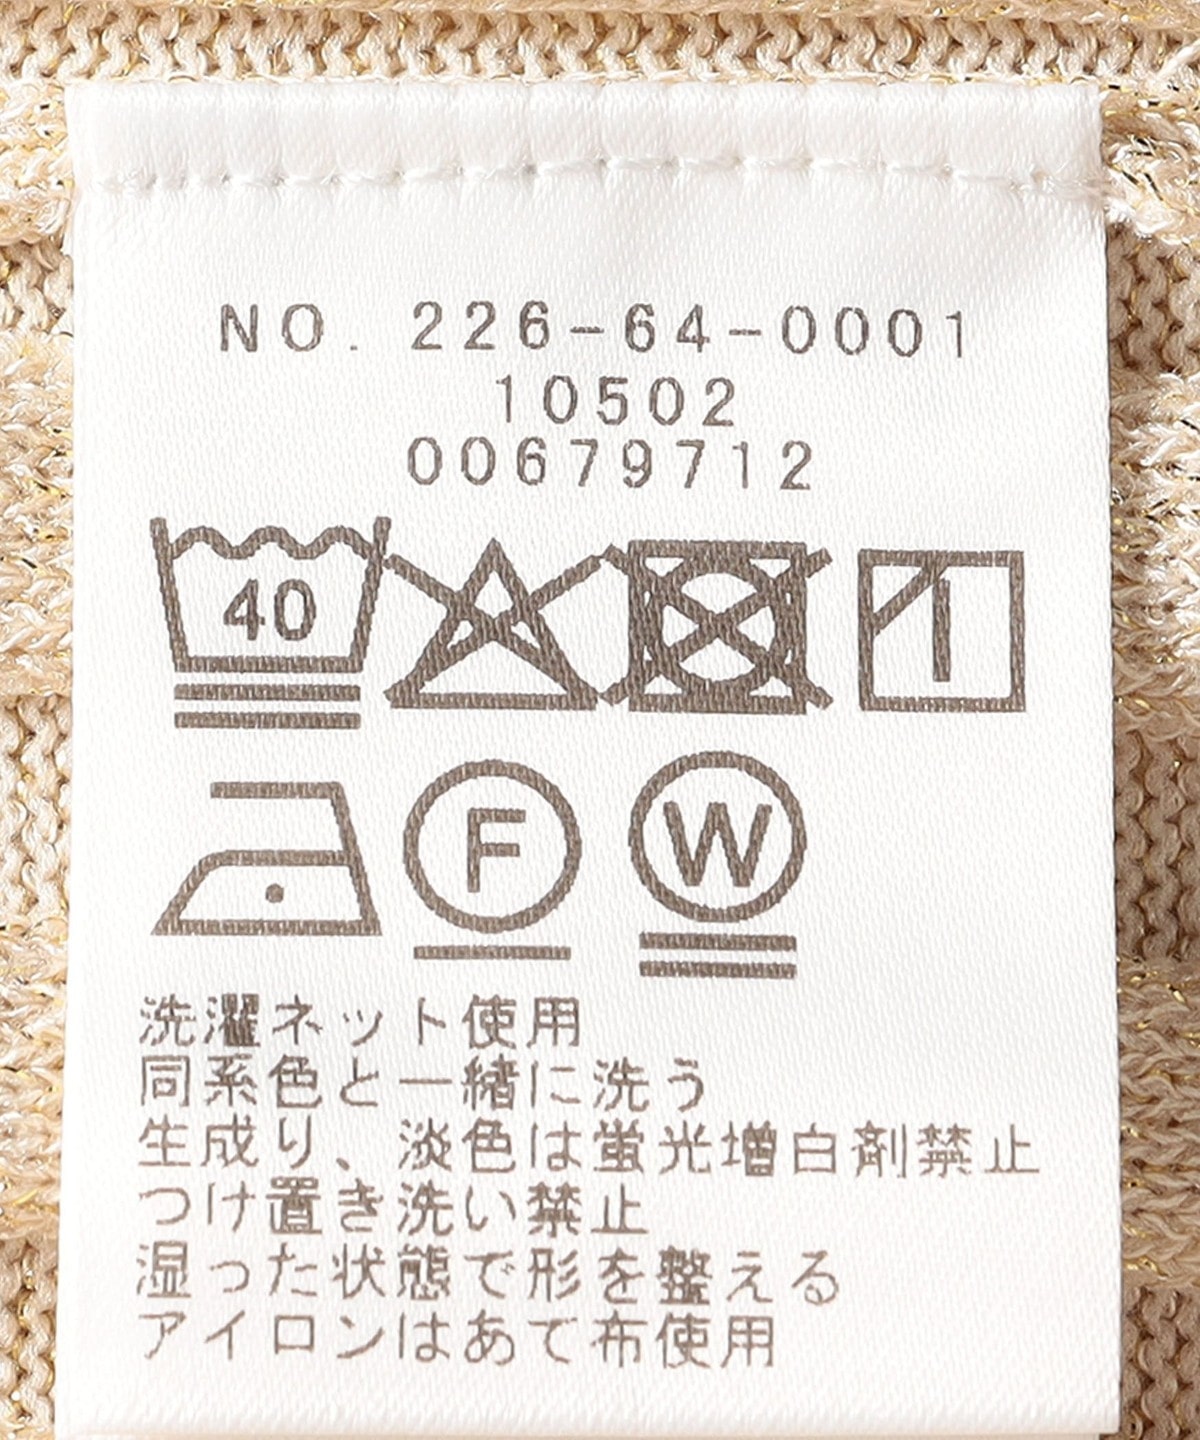 NO. 226-64-0001
10502
00679712
40
F W
洗濯ネット使用
同系色と一緒に洗う
生成り、淡色は蛍光増白剤禁止
つけ置き洗い禁止
湿った状態で形を整える
アイロンはあて布使用